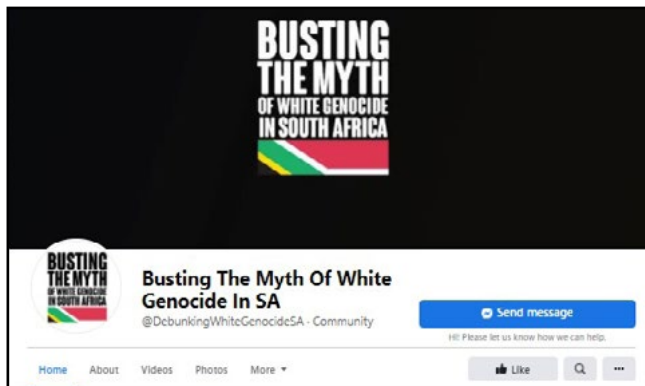 BUSTING
THE MYTH
OF WHITE GENOCIDE
IN SOUTH AFRICA
BUSTING
THE MYTH
OF WHITE GENOCIDE
IN SOUTH AFRICA
Busting The Myth Of White
Genocide In SA
@DebunkingWhiteGenocideSA · Community
Send message
Hi! Please let us know how we can help.
Home About Videos Photos More
Like